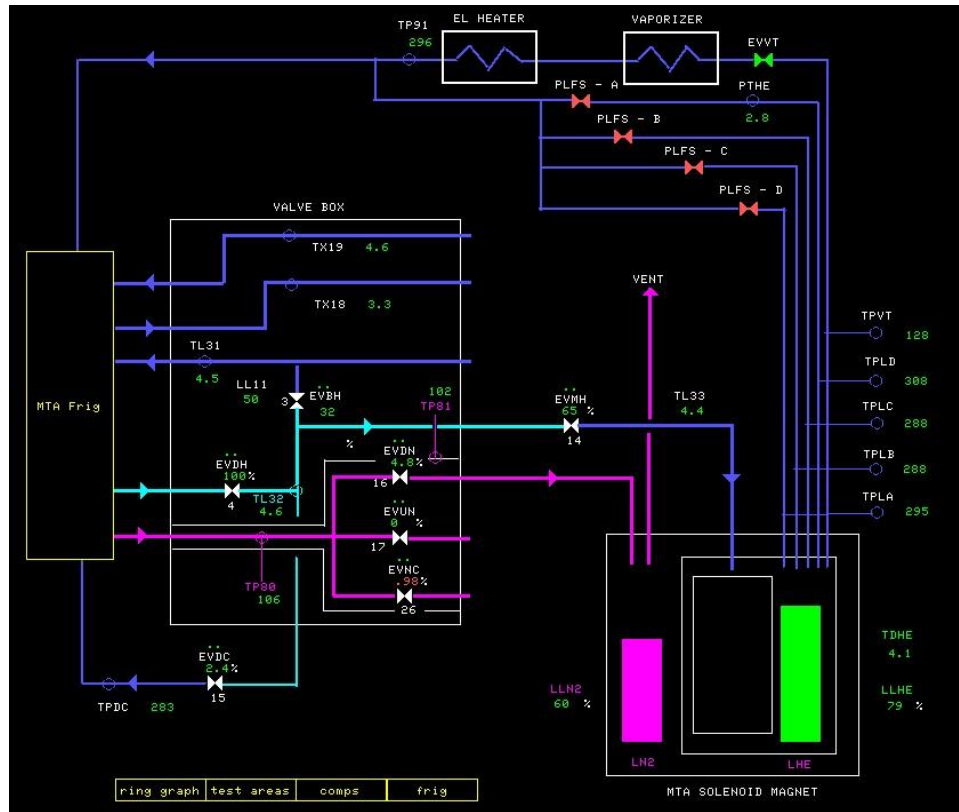 EL HEATER
VAPORIZER
TP91
296
EVVT
PLFS - A
PTHE
2.8
PLFS - B
PLFS - C
PLFS - D
VALVE BOX
TX19 4.6
TX18 3.3
VENT
TL31
4.5
LL11
50
3
EVBH
32
%
102
TP81
EVMH
65 %
14
TL33
4.4
TPVT
128
TPLD
308
TPLC
288
TPLB
288
TPLA
295
MTA Frig
EVDH
100%
4
TL32
4.6
EVDN
4.8%
16
EVUN
0 %
17
EVNC
.98%
26
TP80
106
EVDC
2.4%
15
TPDC 283
LLN2
60 %
LN2
LHE
TDHE
4.1
LLHE
79 %
MTA SOLENOID MAGNET
ring graph test areas comps frig